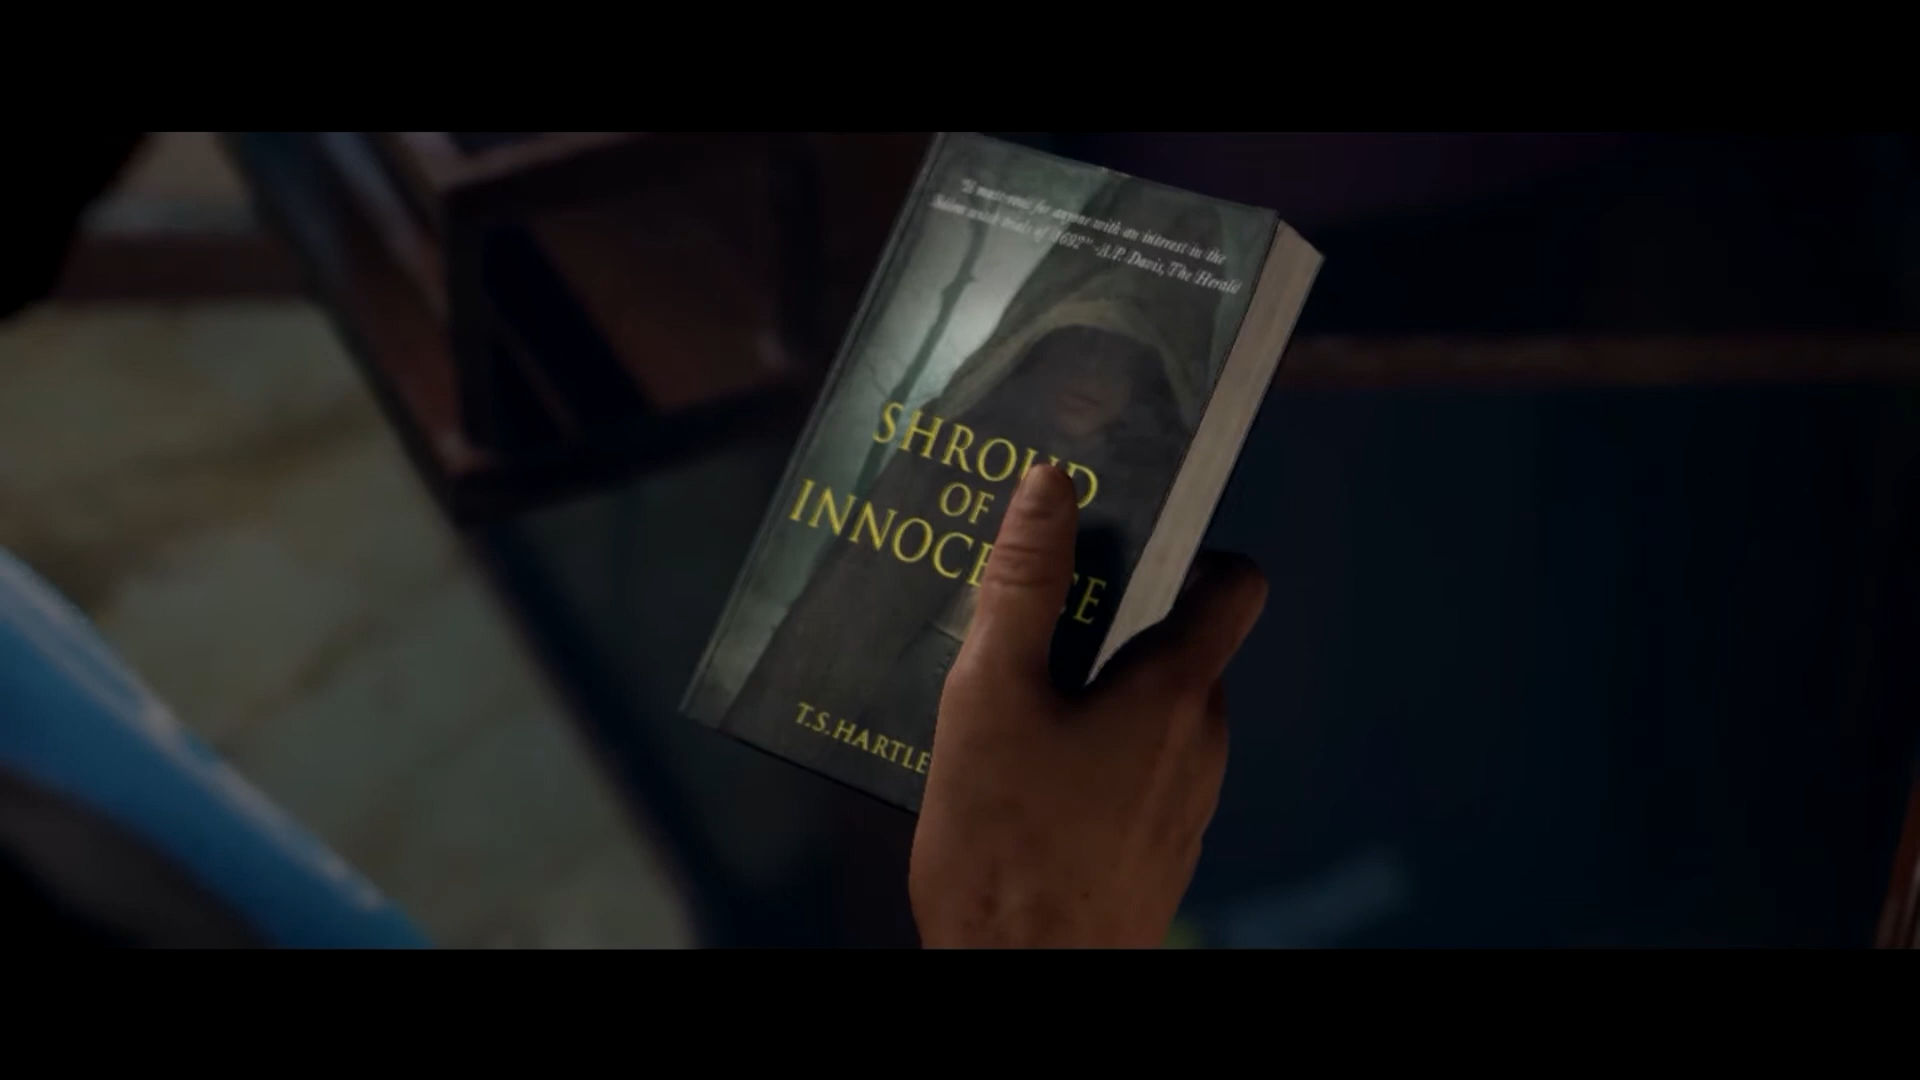 "A must-read for anyone with an interest in the
Salem witch trials of 1692" -A.P. Davis, The Herald
SHROUD
OF
INNOCE CE
T.S. HARTLE